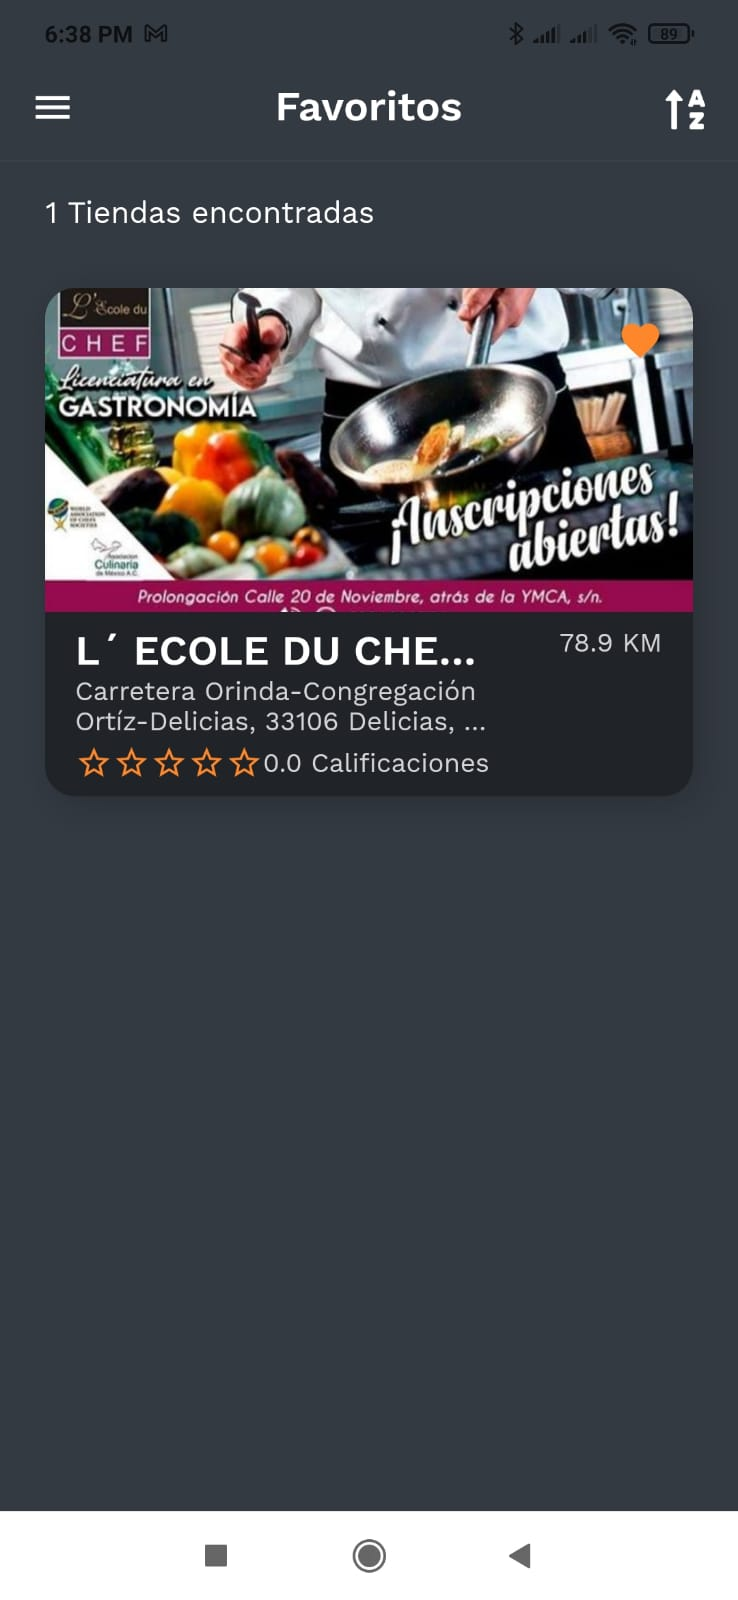 6:38 PM
89
Favoritos
A
Z
1 Tiendas encontradas
L'École du
CHEF
Licenciatura en
GASTRONOMÍA
¡Inscripciones
abiertas!
WORLD
ASSOCIATION
OF CHEFS
SOCIETIES
Asociacion
Culinaria
de México A.C.
Prolongación Calle 20 de Noviembre, atrás de la YMCA, s/n.
L´ ECOLE DU CHE...
78.9 KM
Carretera Orinda-Congregación
Ortíz-Delicias, 33106 Delicias, ...
0.0 Calificaciones